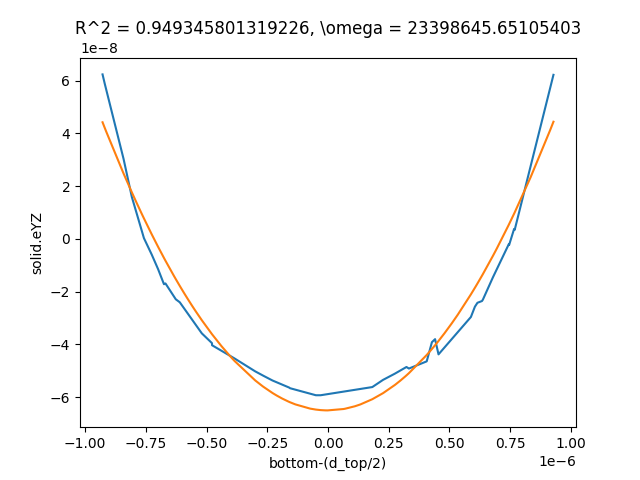 R^2 = 0.949345801319226, \omega = 23398645.65105403
1e−8
6
4
2
0
−2
−4
−6
solid.eYZ
−1.00 −0.75 −0.50 −0.25 0.00 0.25 0.50 0.75 1.00
1e−6
bottom-(d_top/2)